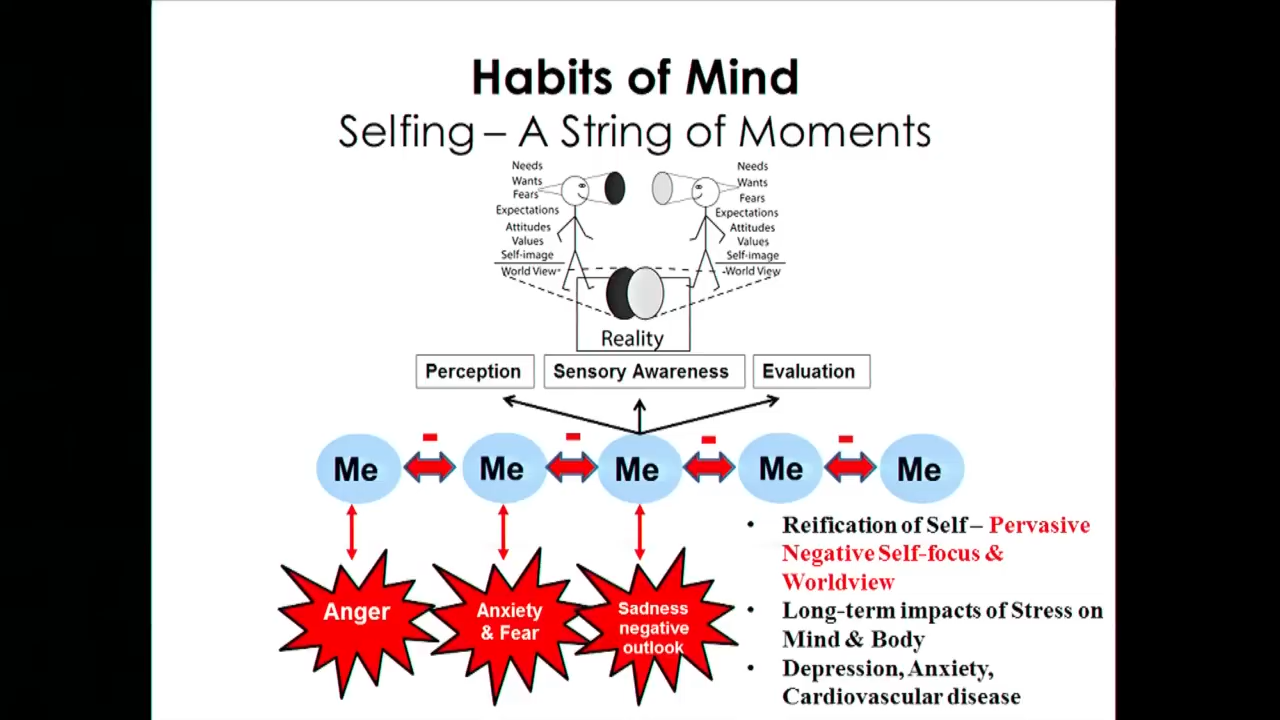 Habits of Mind
Selfing – A String of Moments
Needs
Wants
Fears
Expectations
Attitudes
Values
Self-image
World View
Needs
Wants
Fears
Expectations
Attitudes
Values
Self-image
World View
Reality
Perception
Sensory Awareness
Evaluation
- - - -
Me Me Me Me Me
Anger
Anxiety
& Fear
Sadness
negative
outlook
• Reification of Self – Pervasive
Negative Self-focus &
Worldview
• Long-term impacts of Stress on
Mind & Body
• Depression, Anxiety,
Cardiovascular disease